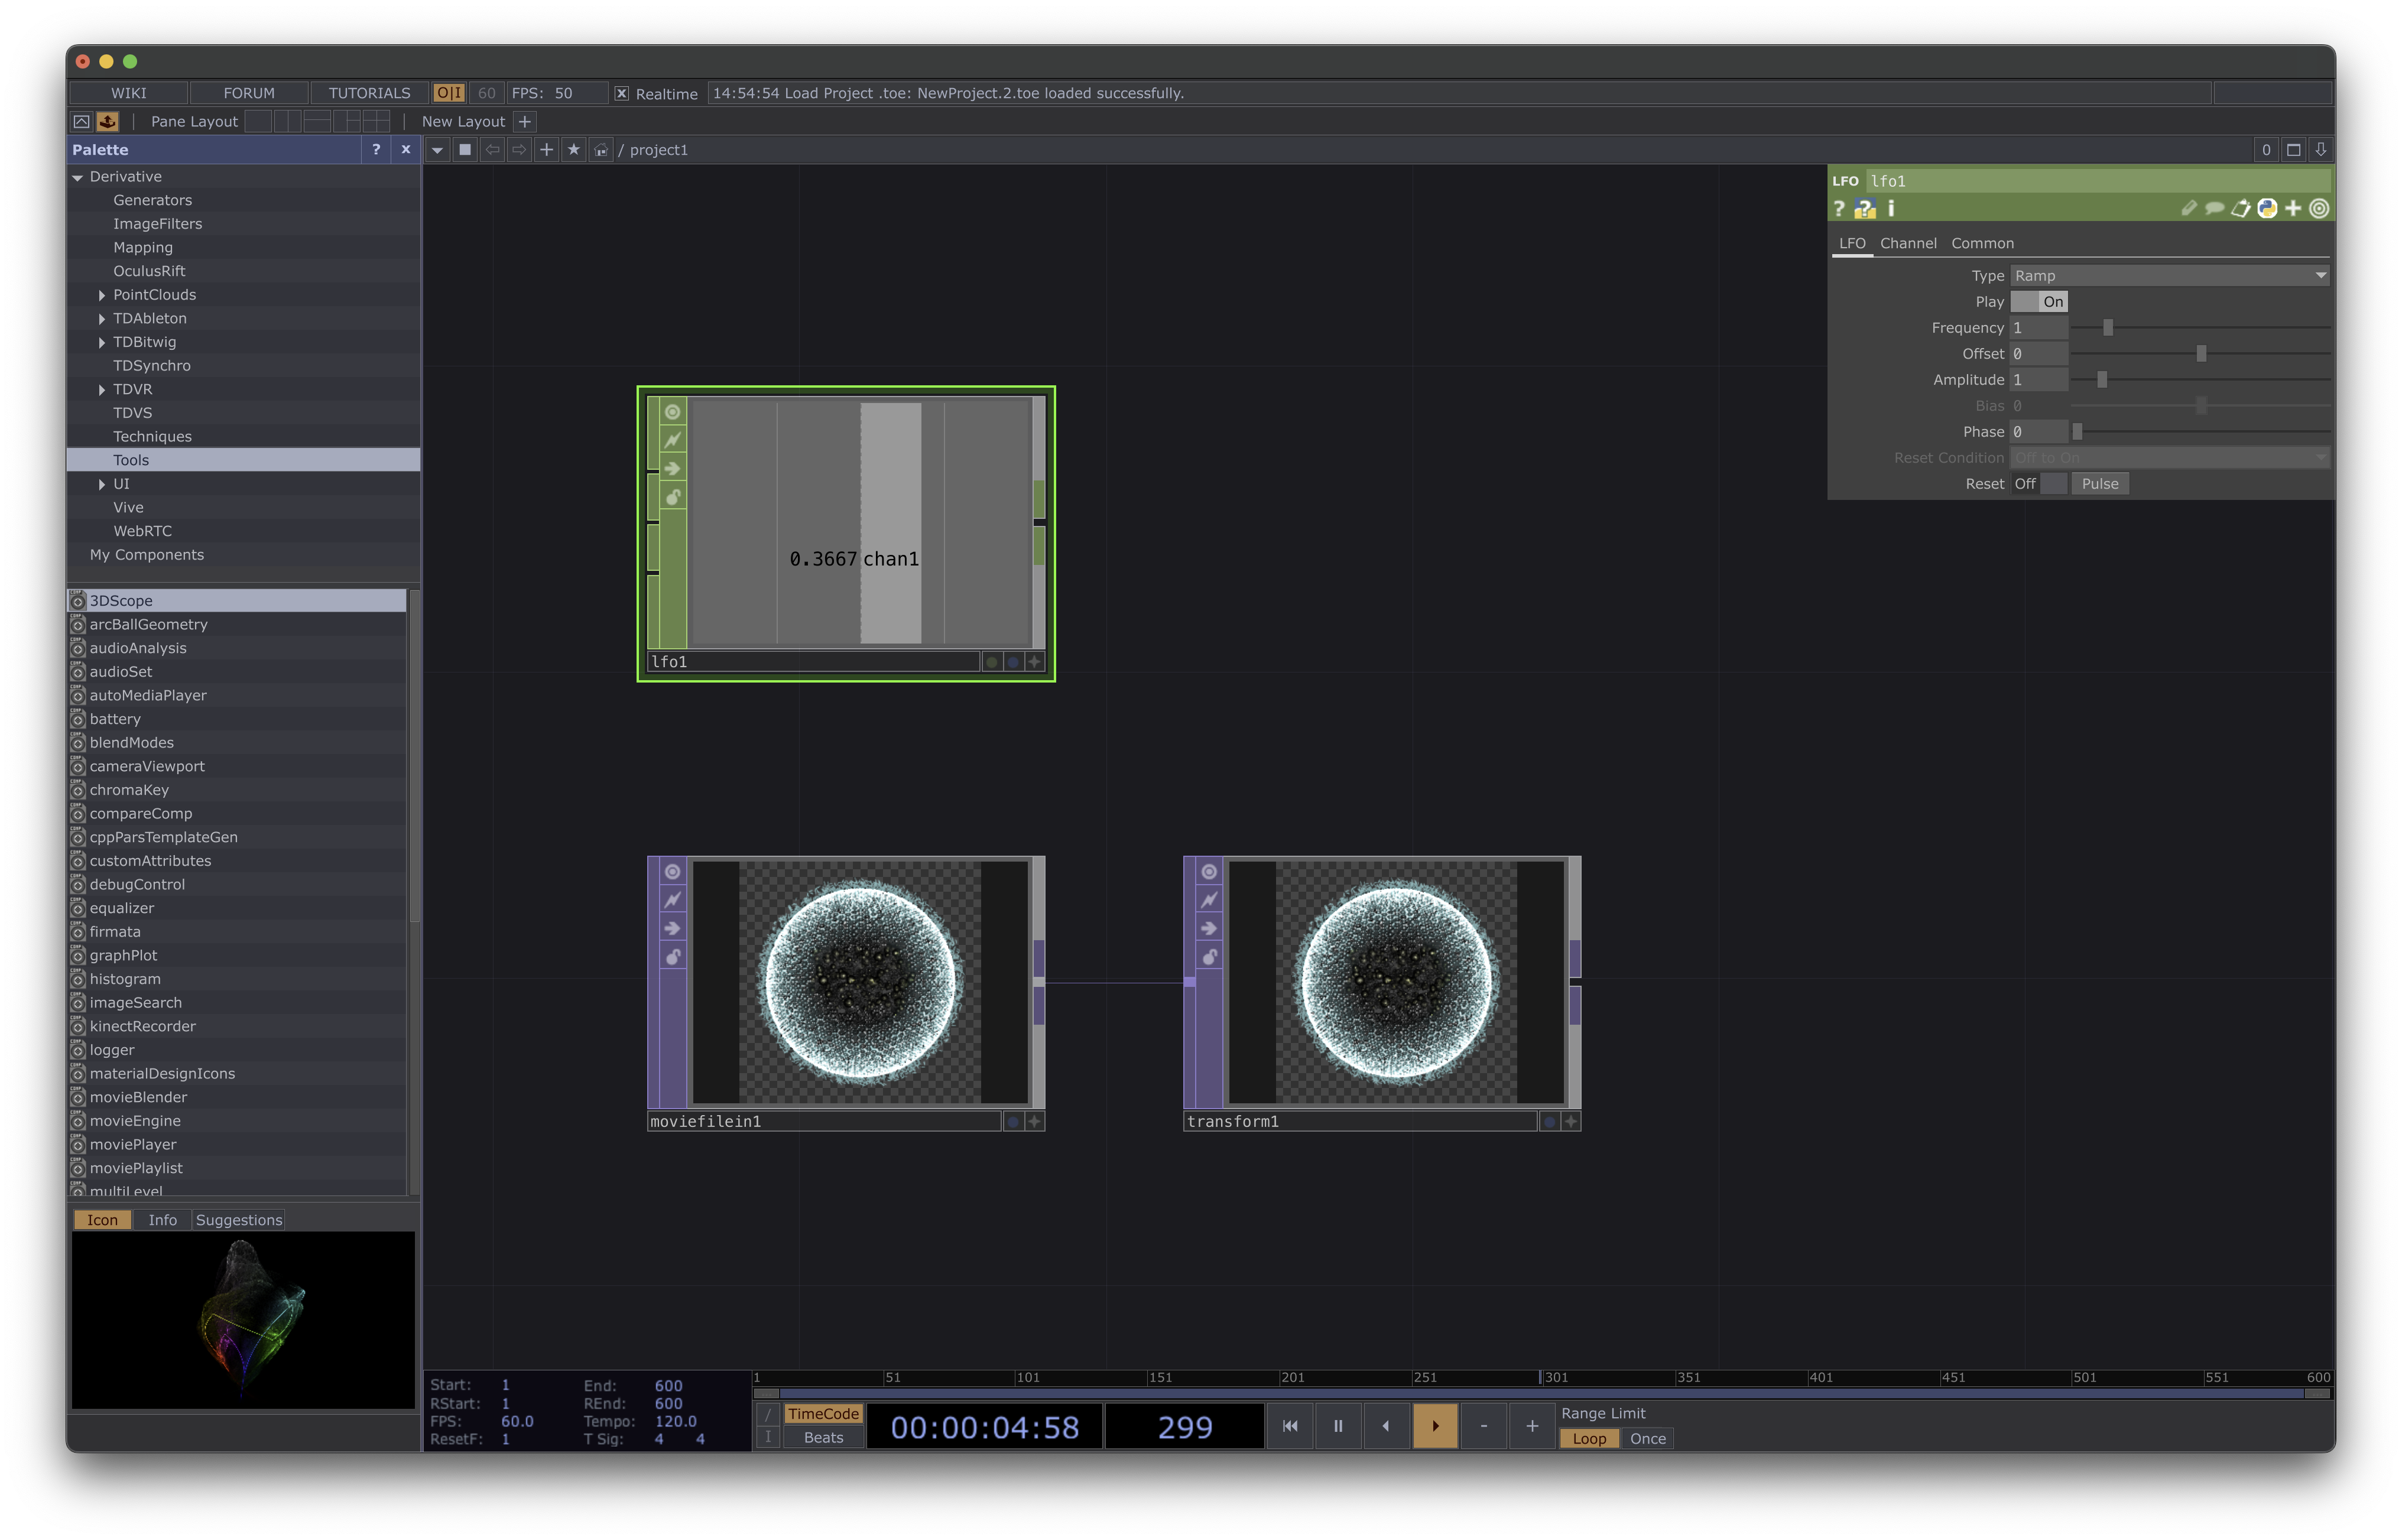 WIKI FORUM TUTORIALS O|I 60 FPS: 50 Realtime 14:54:54 Load Project .toe: NewProject.2.toe loaded successfully.
Pane Layout New Layout +
Palette ? x
/ project1 0
Derivative
Generators
ImageFilters
Mapping
OculusRift
PointClouds
TDAbleton
TDBitwig
TDSynchro
TDVR
TDVS
Techniques
Tools
UI
Vive
WebRTC
My Components
3DScope
arcBallGeometry
audioAnalysis
audioSet
autoMediaPlayer
battery
blendModes
cameraViewport
chromaKey
compareComp
cppParsTemplateGen
customAttributes
debugControl
equalizer
firmata
graphPlot
histogram
imageSearch
kinectRecorder
logger
materialDesignIcons
movieBlender
movieEngine
moviePlayer
moviePlaylist
multiLevel
Icon Info Suggestions
0.3667 chan1
lfo1
moviefilein1
transform1
LFO lfo1
? ? i
LFO Channel Common
Type Ramp
Play On
Frequency 1
Offset 0
Amplitude 1
Bias 0
Phase 0
Reset Condition Off to On
Reset Off Pulse
Start: 1 End: 600
RStart: 1 REnd: 600
FPS: 60.0 Tempo: 120.0
ResetF: 1 T Sig: 4 4
1 51 101 151 201 251 301 351 401 451 501 551 600
/ TimeCode
I Beats
00:00:04:58 299 - +
Range Limit
Loop Once